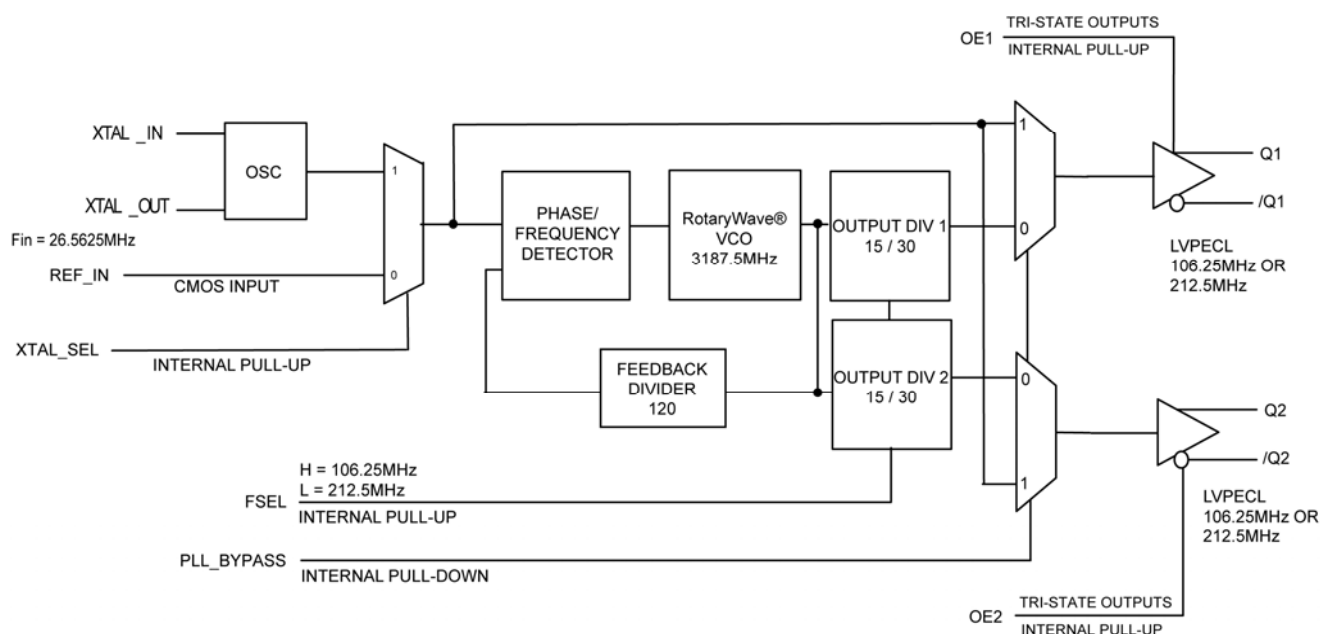 TRI-STATE OUTPUTS
OE1
INTERNAL PULL-UP
XTAL _IN
OSC
XTAL _OUT
Fin = 26.5625MHz
REF_IN
CMOS INPUT
XTAL_SEL
INTERNAL PULL-UP
1
0
PHASE/
FREQUENCY
DETECTOR
RotaryWave®
VCO
3187.5MHz
OUTPUT DIV 1
15 / 30
FEEDBACK
DIVIDER
120
OUTPUT DIV 2
15 / 30
1
0
0
1
Q1
/Q1
LVPECL
106.25MHz OR
212.5MHz
Q2
/Q2
LVPECL
106.25MHz OR
212.5MHz
H = 106.25MHz
L = 212.5MHz
FSEL
INTERNAL PULL-UP
PLL_BYPASS
INTERNAL PULL-DOWN
TRI-STATE OUTPUTS
OE2
INTERNAL PULL-UP